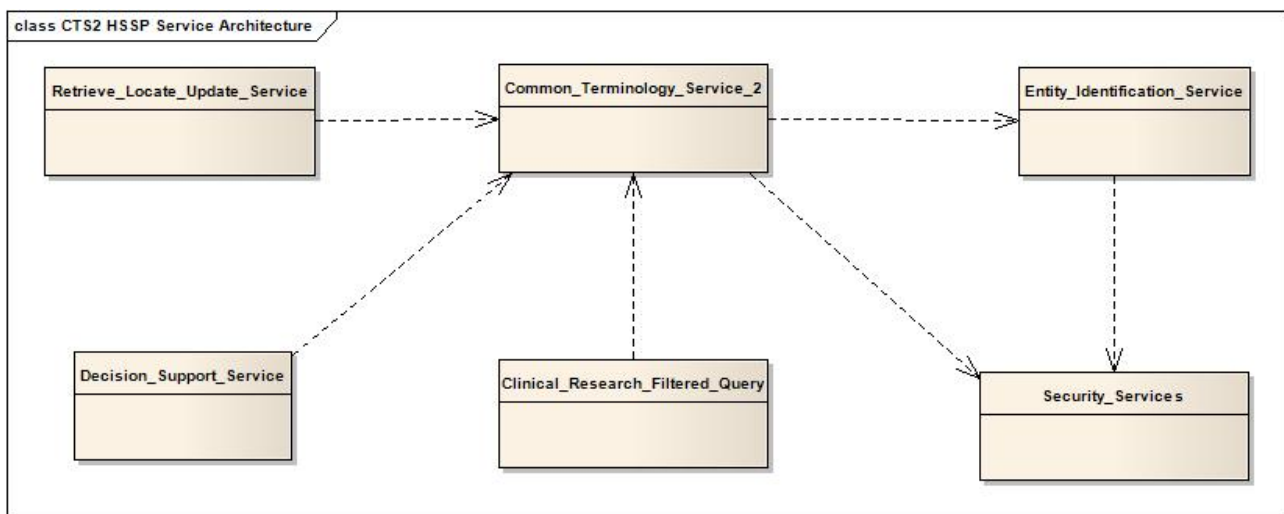 class CTS2 HSSP Service Architecture
Retrieve_Locate_Update_Service
Common_Terminology_Service_2
Entity_Identification_Service
Decision_Support_Service
Clinical_Research_Filtered_Query
Security_Services